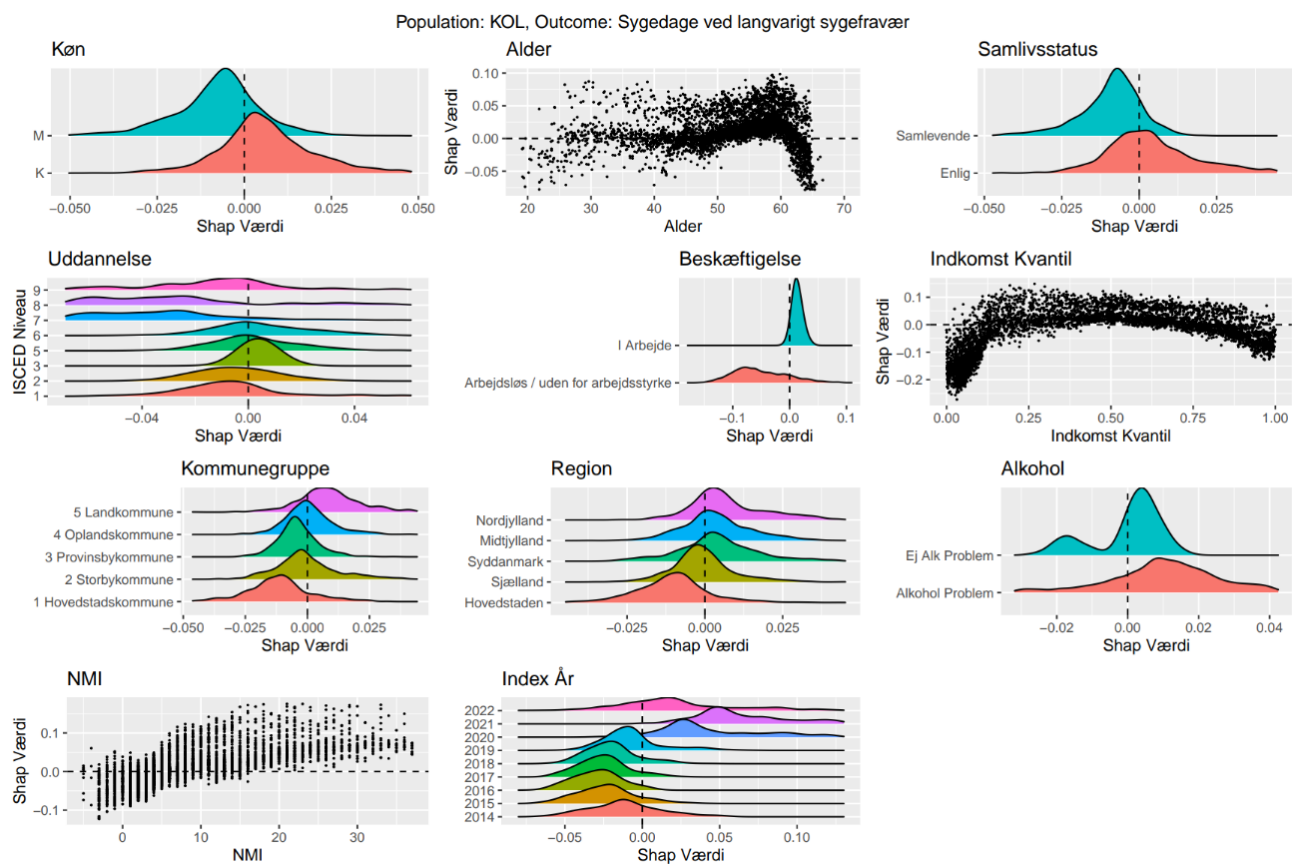 Population: KOL, Outcome: Sygedage ved langvarigt sygefravær
Køn
M
K
−0.050 −0.025 0.000 0.025 0.050
Shap Værdi
Alder
Shap Værdi
0.10
0.05
0.00
−0.05
20 30 40 50 60 70
Alder
Samlivsstatus
Samlevende
Enlig
−0.050 −0.025 0.000 0.025
Shap Værdi
Uddannelse
ISCED Niveau
9
8
7
6
5
3
2
1
−0.04 0.00 0.04
Shap Værdi
Beskæftigelse
I Arbejde
Arbejdsløs / uden for arbejdsstyrke
−0.1 0.0 0.1
Shap Værdi
Indkomst Kvantil
Shap Værdi
0.1
0.0
−0.1
−0.2
0.00 0.25 0.50 0.75 1.00
Indkomst Kvantil
Kommunegruppe
5 Landkommune
4 Oplandskommune
3 Provinsbykommune
2 Storbykommune
1 Hovedstadskommune
−0.050 −0.025 0.000 0.025
Shap Værdi
Region
Nordjylland
Midtjylland
Syddanmark
Sjælland
Hovedstaden
−0.025 0.000 0.025
Shap Værdi
Alkohol
Ej Alk Problem
Alkohol Problem
−0.02 0.00 0.02 0.04
Shap Værdi
NMI
Shap Værdi
0.1
0.0
−0.1
0 10 20 30
NMI
Index År
2022
2021
2020
2019
2018
2017
2016
2015
2014
−0.05 0.00 0.05 0.10
Shap Værdi